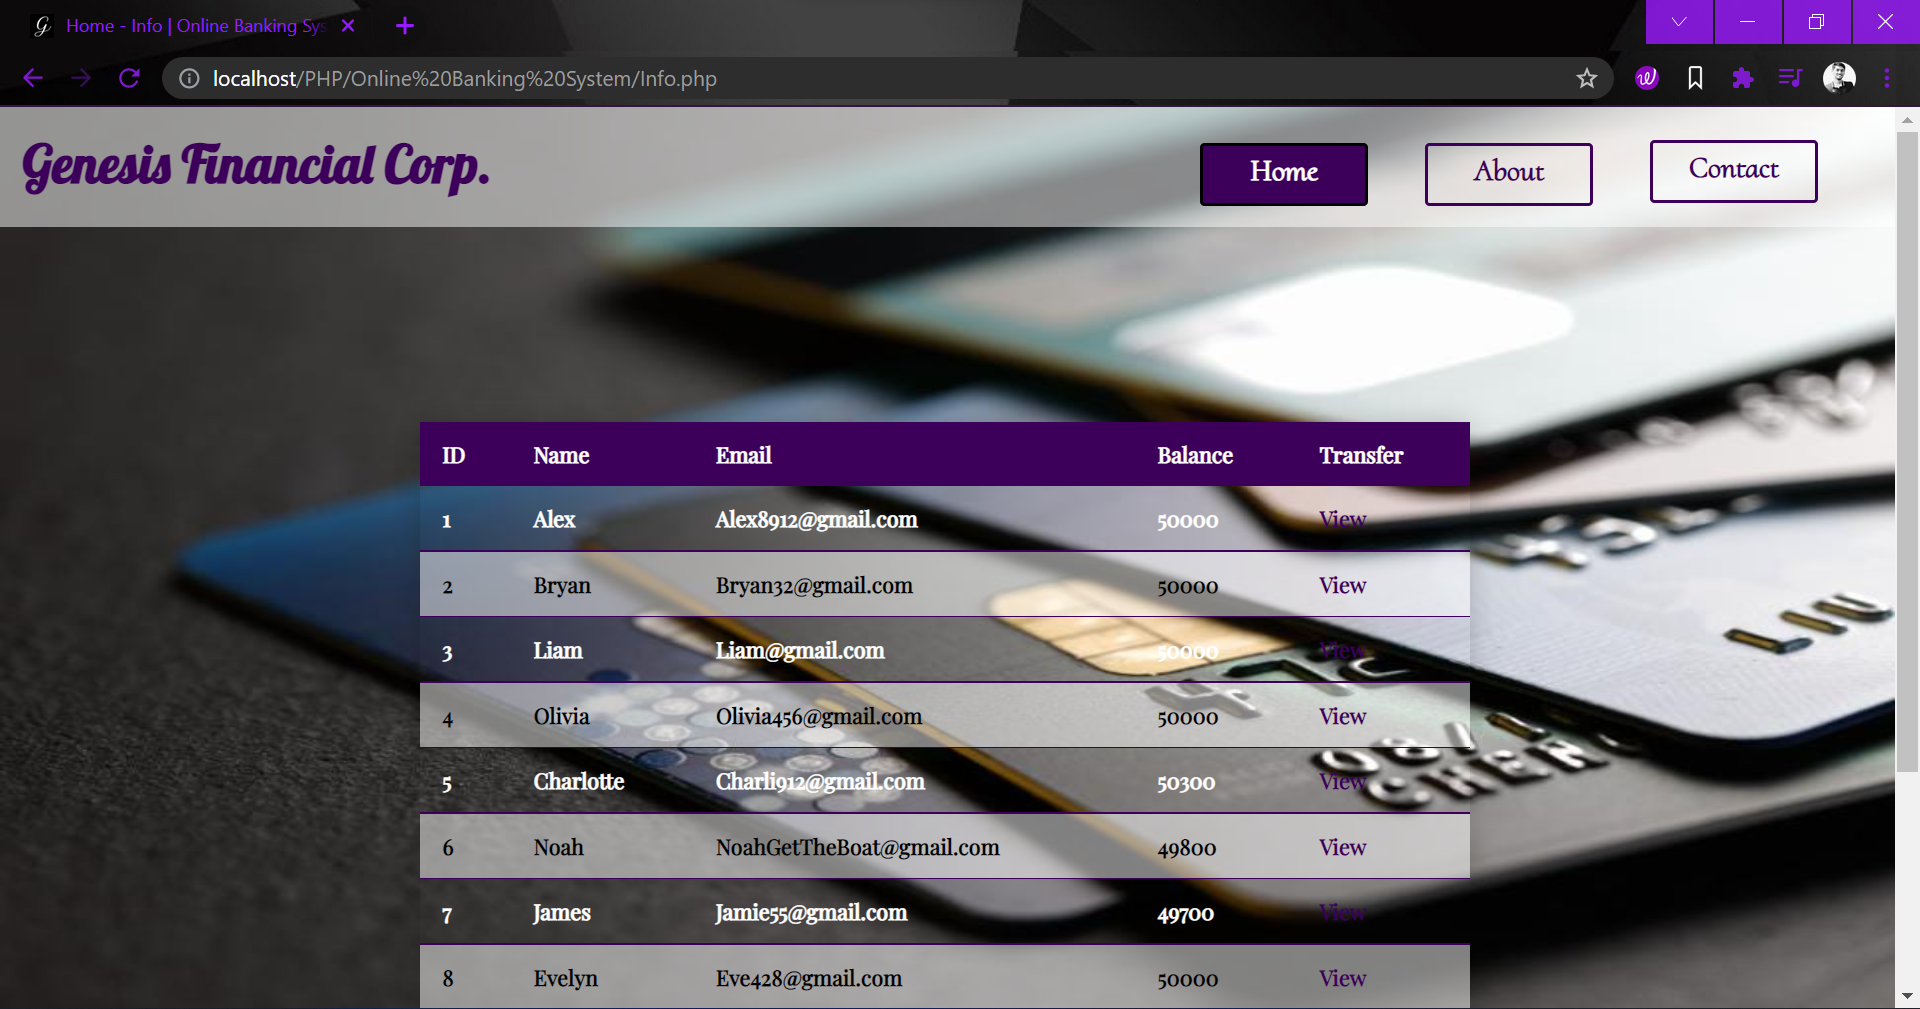 Home - Info | Online Banking Sys
localhost/PHP/Online%20Banking%20System/Info.php
Genesis Financial Corp.
Home About Contact
ID Name Email Balance Transfer
1 Alex Alex8912@gmail.com 50000 View
2 Bryan Bryan32@gmail.com 50000 View
3 Liam Liam@gmail.com 50000 View
4 Olivia Olivia456@gmail.com 50000 View
5 Charlotte Charli912@gmail.com 50300 View
6 Noah NoahGetTheBoat@gmail.com 49800 View
7 James Jamie55@gmail.com 49700 View
8 Evelyn Eve428@gmail.com 50000 View
08/1
CHEN
LIU